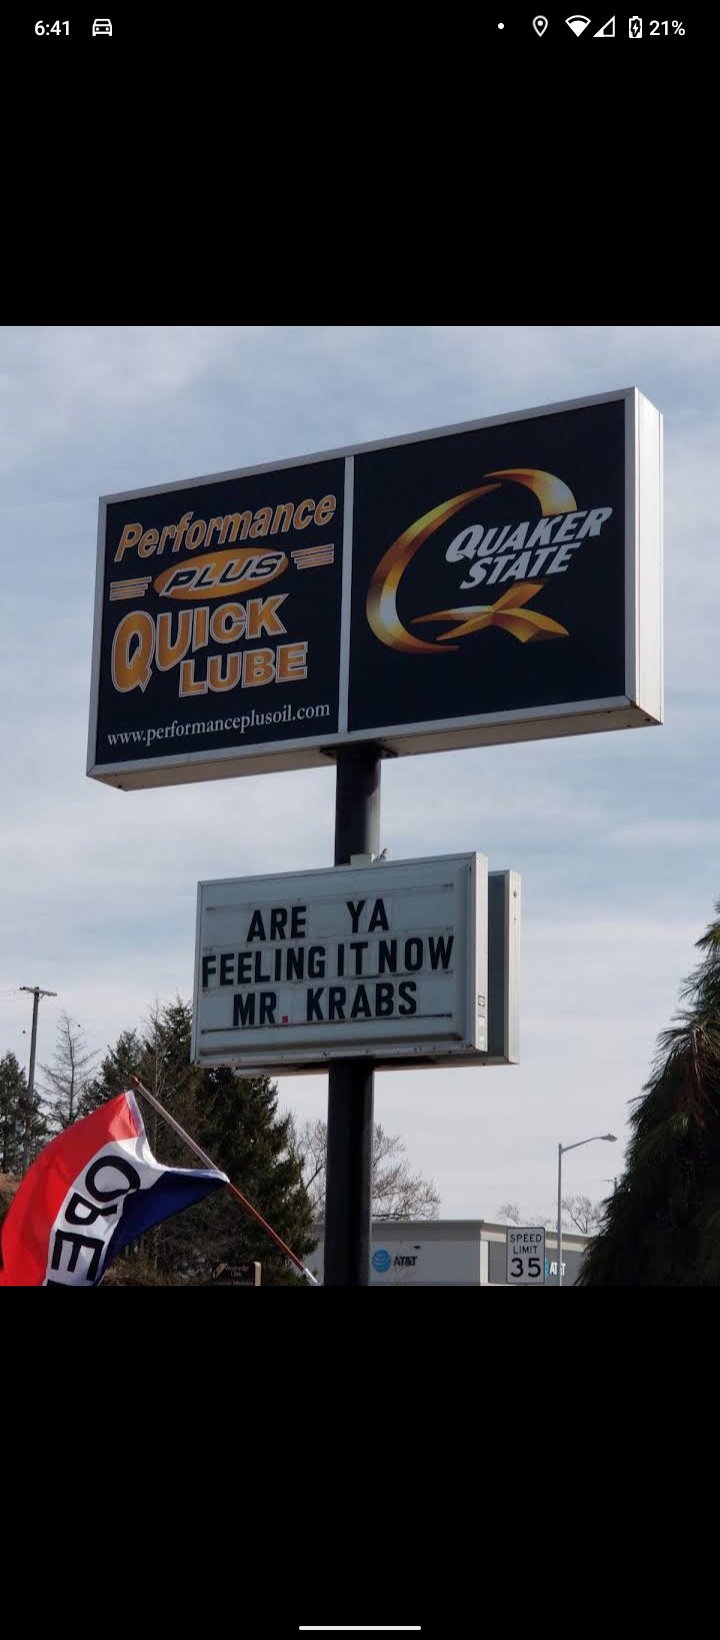 6:41
21%
Performance
PLUS
QUICK
LUBE
www.performanceplusoil.com
QUAKER
STATE
ARE YA
FEELING IT NOW
MR. KRABS
OPE
AT&T
SPEED
LIMIT
35
AT&T